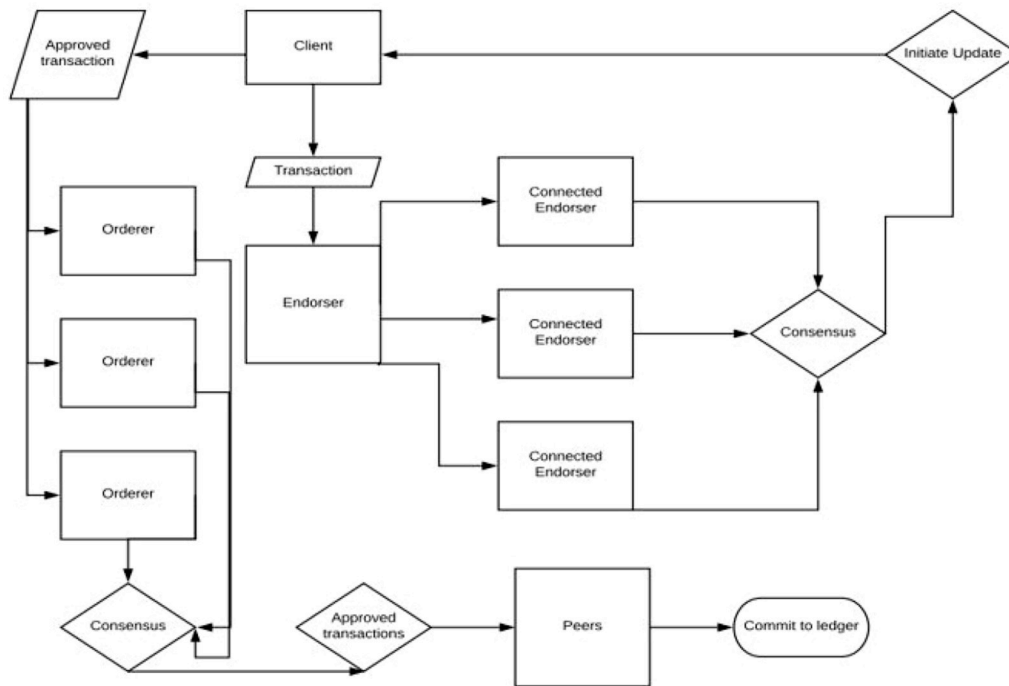 Approved
transaction
Client
Initiate Update
Transaction
Connected
Endorser
Orderer
Endorser
Connected
Endorser
Consensus
Orderer
Connected
Endorser
Orderer
Consensus
Approved
transactions
Peers
Commit to ledger